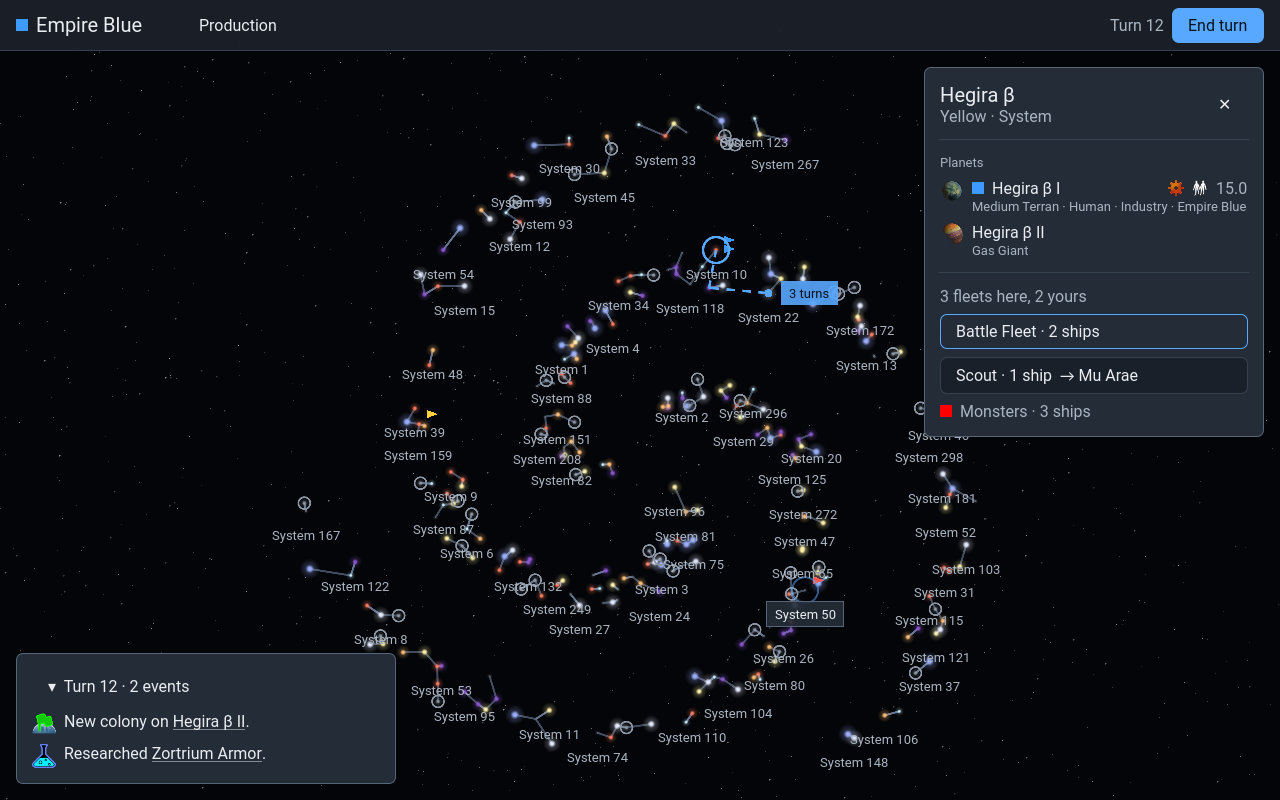 Empire Blue
Production
Turn 12
End turn
Hegira β
Yellow · System
Planets
Hegira β I
15.0
Medium Terran · Human · Industry · Empire Blue
Hegira β II
Gas Giant
3 fleets here, 2 yours
Battle Fleet · 2 ships
Scout · 1 ship → Mu Arae
Monsters · 3 ships
System 123
System 33
System 267
System 30
System 45
System 99
System 93
System 12
System 54
System 10
System 15
3 turns
System 34
System 118
System 22
System 172
System 4
System 13
System 1
System 48
System 88
System 2
System 296
System 39
System 151
System 29
System 159
System 208
System 20
System 298
System 82
System 125
System 9
System 181
System 96
System 272
System 87
System 167
System 81
System 47
System 52
System 6
System 75
System 103
System 122
System 132
System 3
System 31
System 249
System 24
System 50
System 115
System 27
System 8
System 26
System 121
System 53
System 80
System 37
System 95
System 104
System 11
System 110
System 106
System 74
System 148
▾ Turn 12 · 2 events
New colony on Hegira β II.
Researched Zortrium Armor.